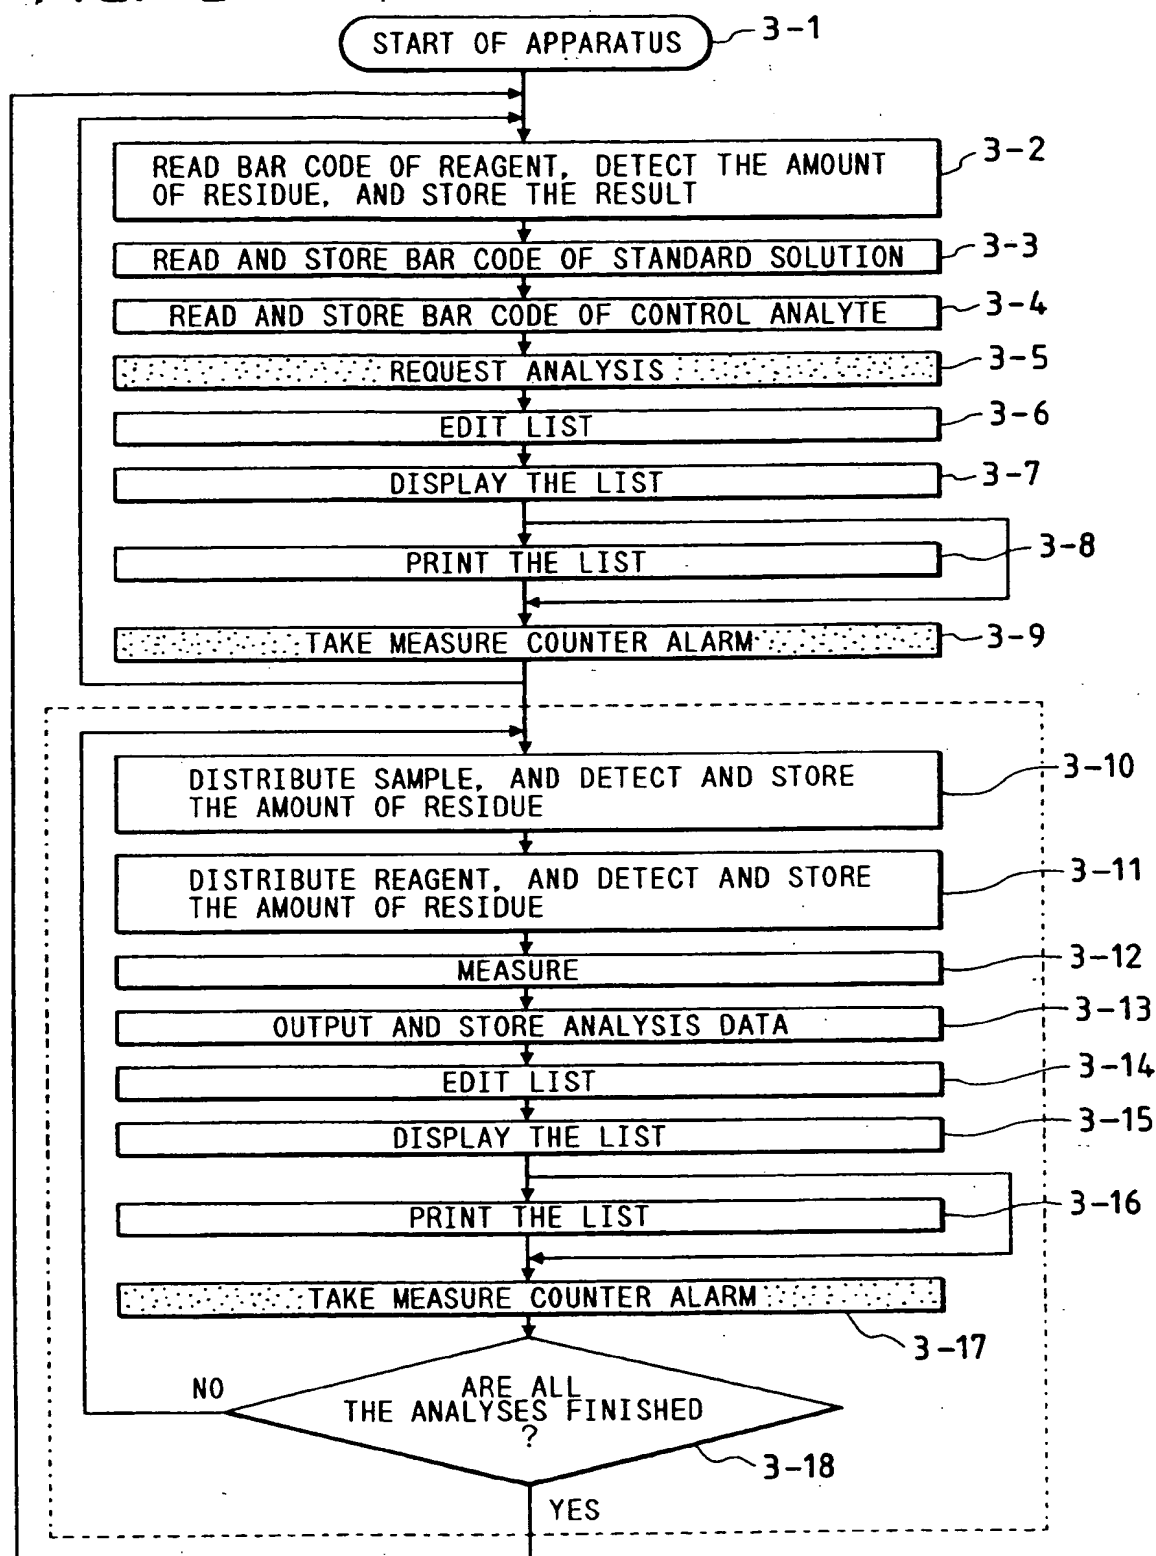 START OF APPARATUS 3-1
READ BAR CODE OF REAGENT, DETECT THE AMOUNT
OF RESIDUE, AND STORE THE RESULT
3-2
READ AND STORE BAR CODE OF STANDARD SOLUTION 3-3
READ AND STORE BAR CODE OF CONTROL ANALYTE 3-4
REQUEST ANALYSIS 3-5
EDIT LIST 3-6
DISPLAY THE LIST 3-7
PRINT THE LIST 3-8
TAKE MEASURE COUNTER ALARM 3-9
DISTRIBUTE SAMPLE, AND DETECT AND STORE
THE AMOUNT OF RESIDUE
3-10
DISTRIBUTE REAGENT, AND DETECT AND STORE
THE AMOUNT OF RESIDUE
3-11
MEASURE 3-12
OUTPUT AND STORE ANALYSIS DATA 3-13
EDIT LIST 3-14
DISPLAY THE LIST 3-15
PRINT THE LIST 3-16
TAKE MEASURE COUNTER ALARM
3-17
NO
ARE ALL
THE ANALYSES FINISHED
?
3-18
YES